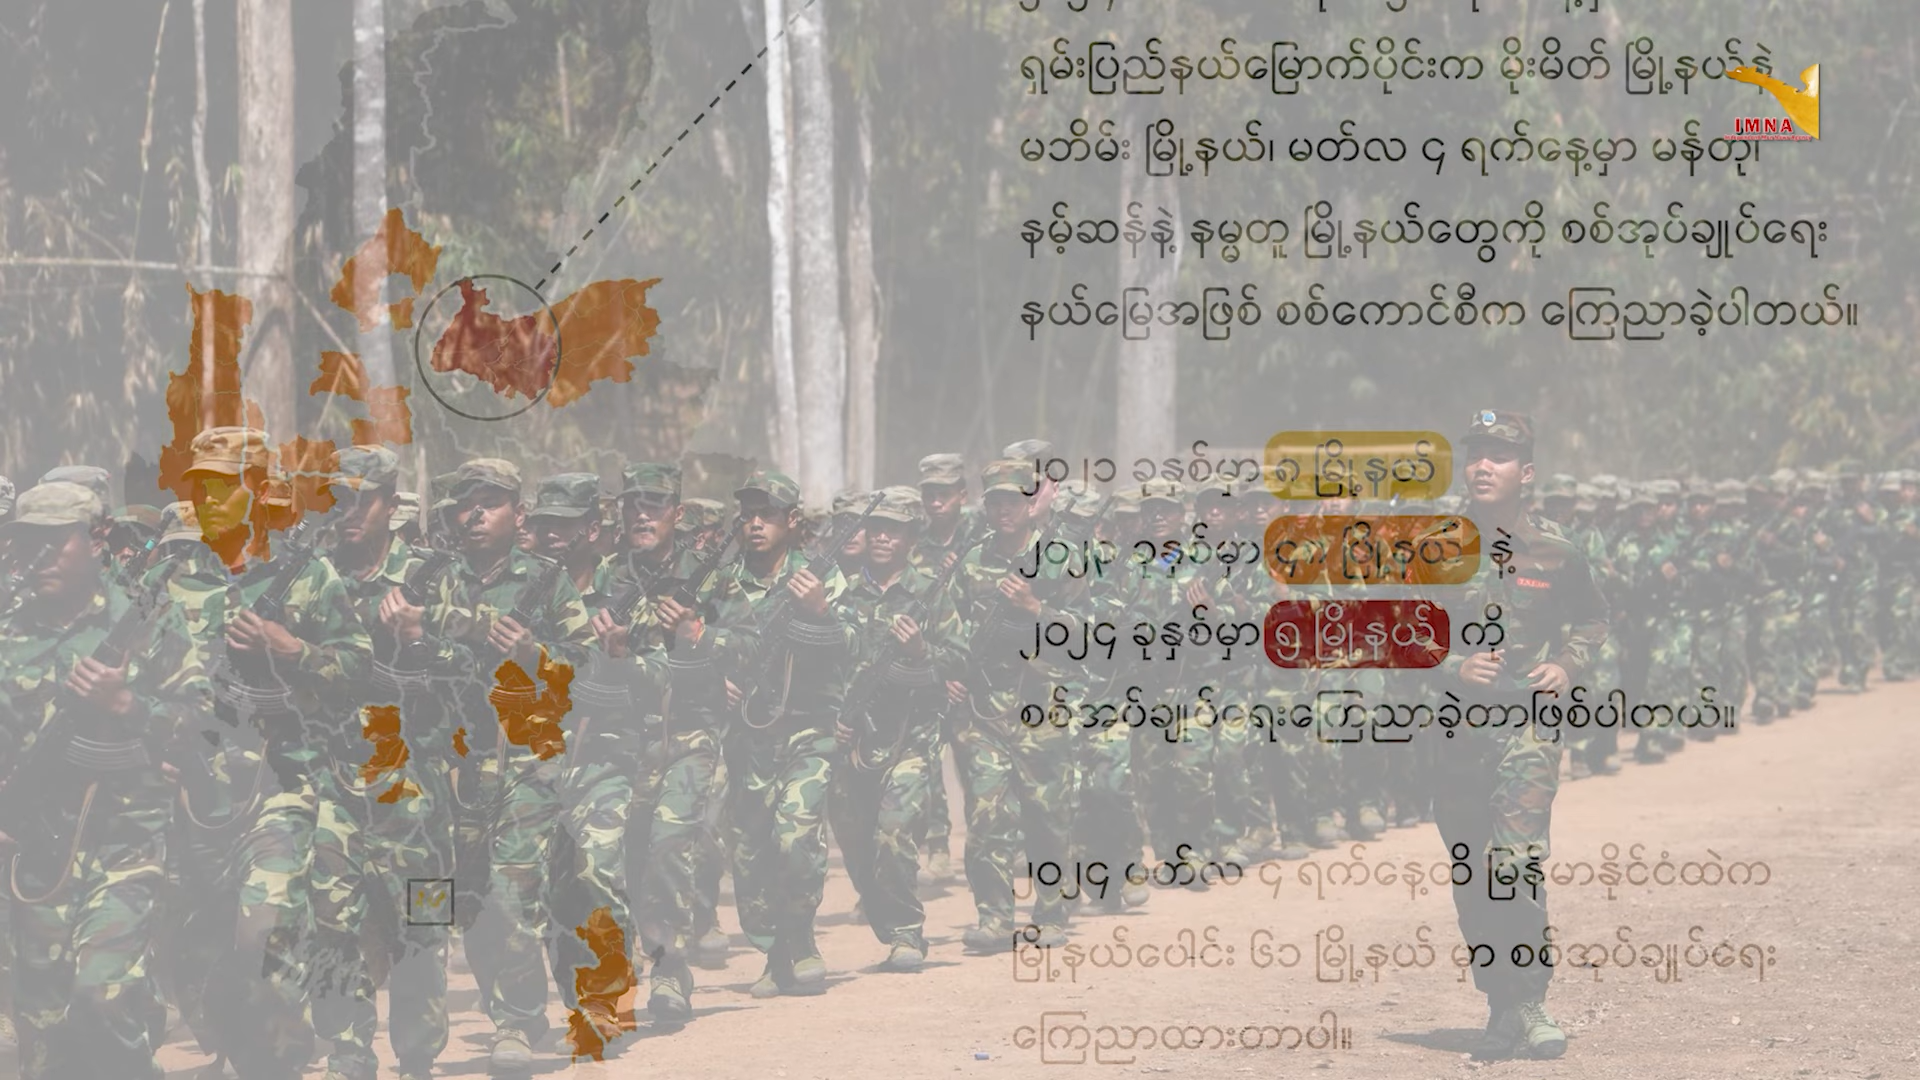 ရှမ်းပြည်နယ်မြောက်ပိုင်းက မိုးမိတ် မြို့နယ်နဲ့
IMNA
မဘိမ်း မြို့နယ်၊ မတ်လ ၄ ရက်နေ့မှာ မန်တုံ၊
နမ့်ဆန်နဲ့ နမ္မတူ မြို့နယ်တွေကို စစ်အုပ်ချုပ်ရေး
နယ်မြေအဖြစ် စစ်ကောင်စီက ကြေညာခဲ့ပါတယ်။
၂၀၂၁ ခုနှစ်မှာ ၈ မြို့နယ်
၂၀၂၃ ခုနှစ်မှာ ၄၈ မြို့နယ် နဲ့
၂၀၂၄ ခုနှစ်မှာ ၅ မြို့နယ် ကို
စစ်အုပ်ချုပ်ရေးကြေညာခဲ့တာဖြစ်ပါတယ်။
၂၀၂၄ မတ်လ ၄ ရက်နေ့ထိ မြန်မာနိုင်ငံထဲက
မြို့နယ်ပေါင်း ၆၁ မြို့နယ် မှာ စစ်အုပ်ချုပ်ရေး
ကြေညာထားတာပါ။